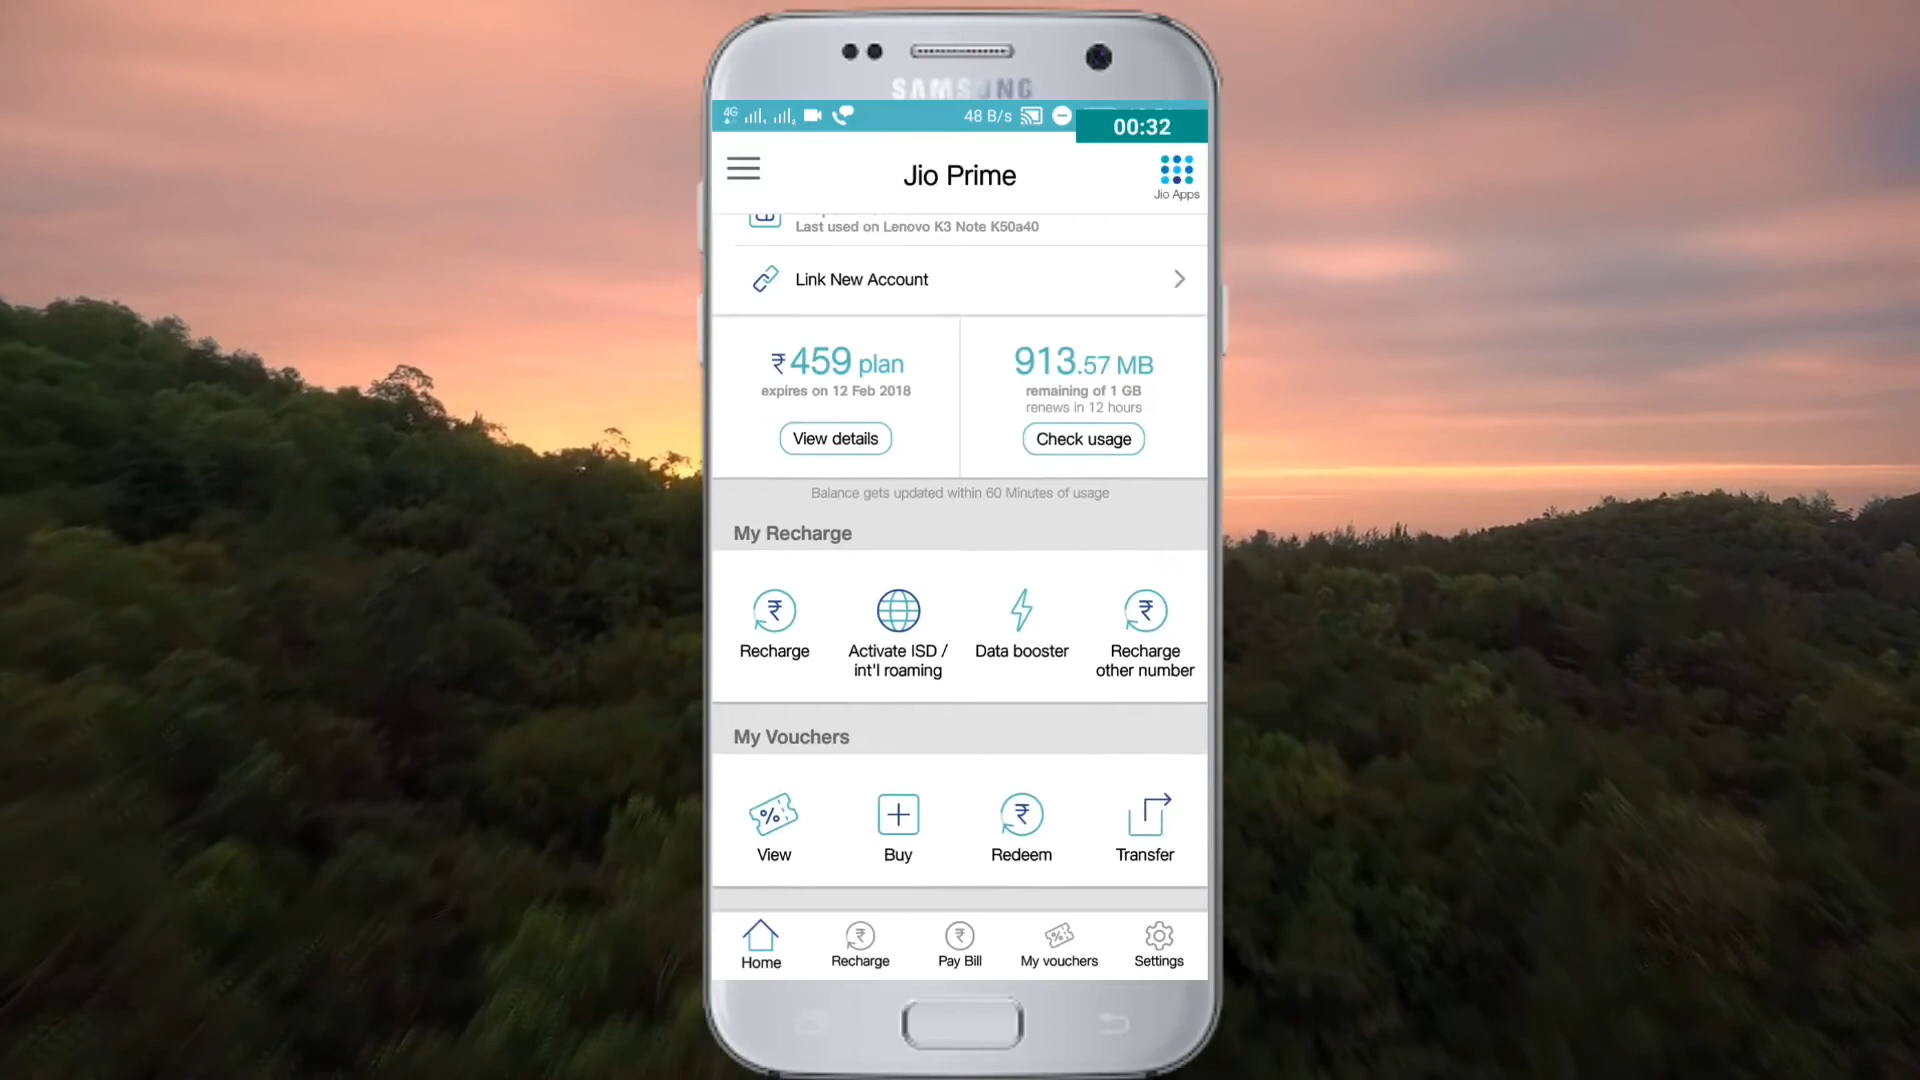 SAMSUNG
4G
48 B/s
00:32
Jio Prime
Jio Apps
Last used on Lenovo K3 Note K50a40
Link New Account
₹459 plan
expires on 12 Feb 2018
View details
913.57 MB
remaining of 1 GB
renews in 12 hours
Check usage
Balance gets updated within 60 Minutes of usage
My Recharge
Recharge
Activate ISD /
int'l roaming
Data booster
Recharge
other number
My Vouchers
View
Buy
Redeem
Transfer
Home
Recharge
Pay Bill
My vouchers
Settings